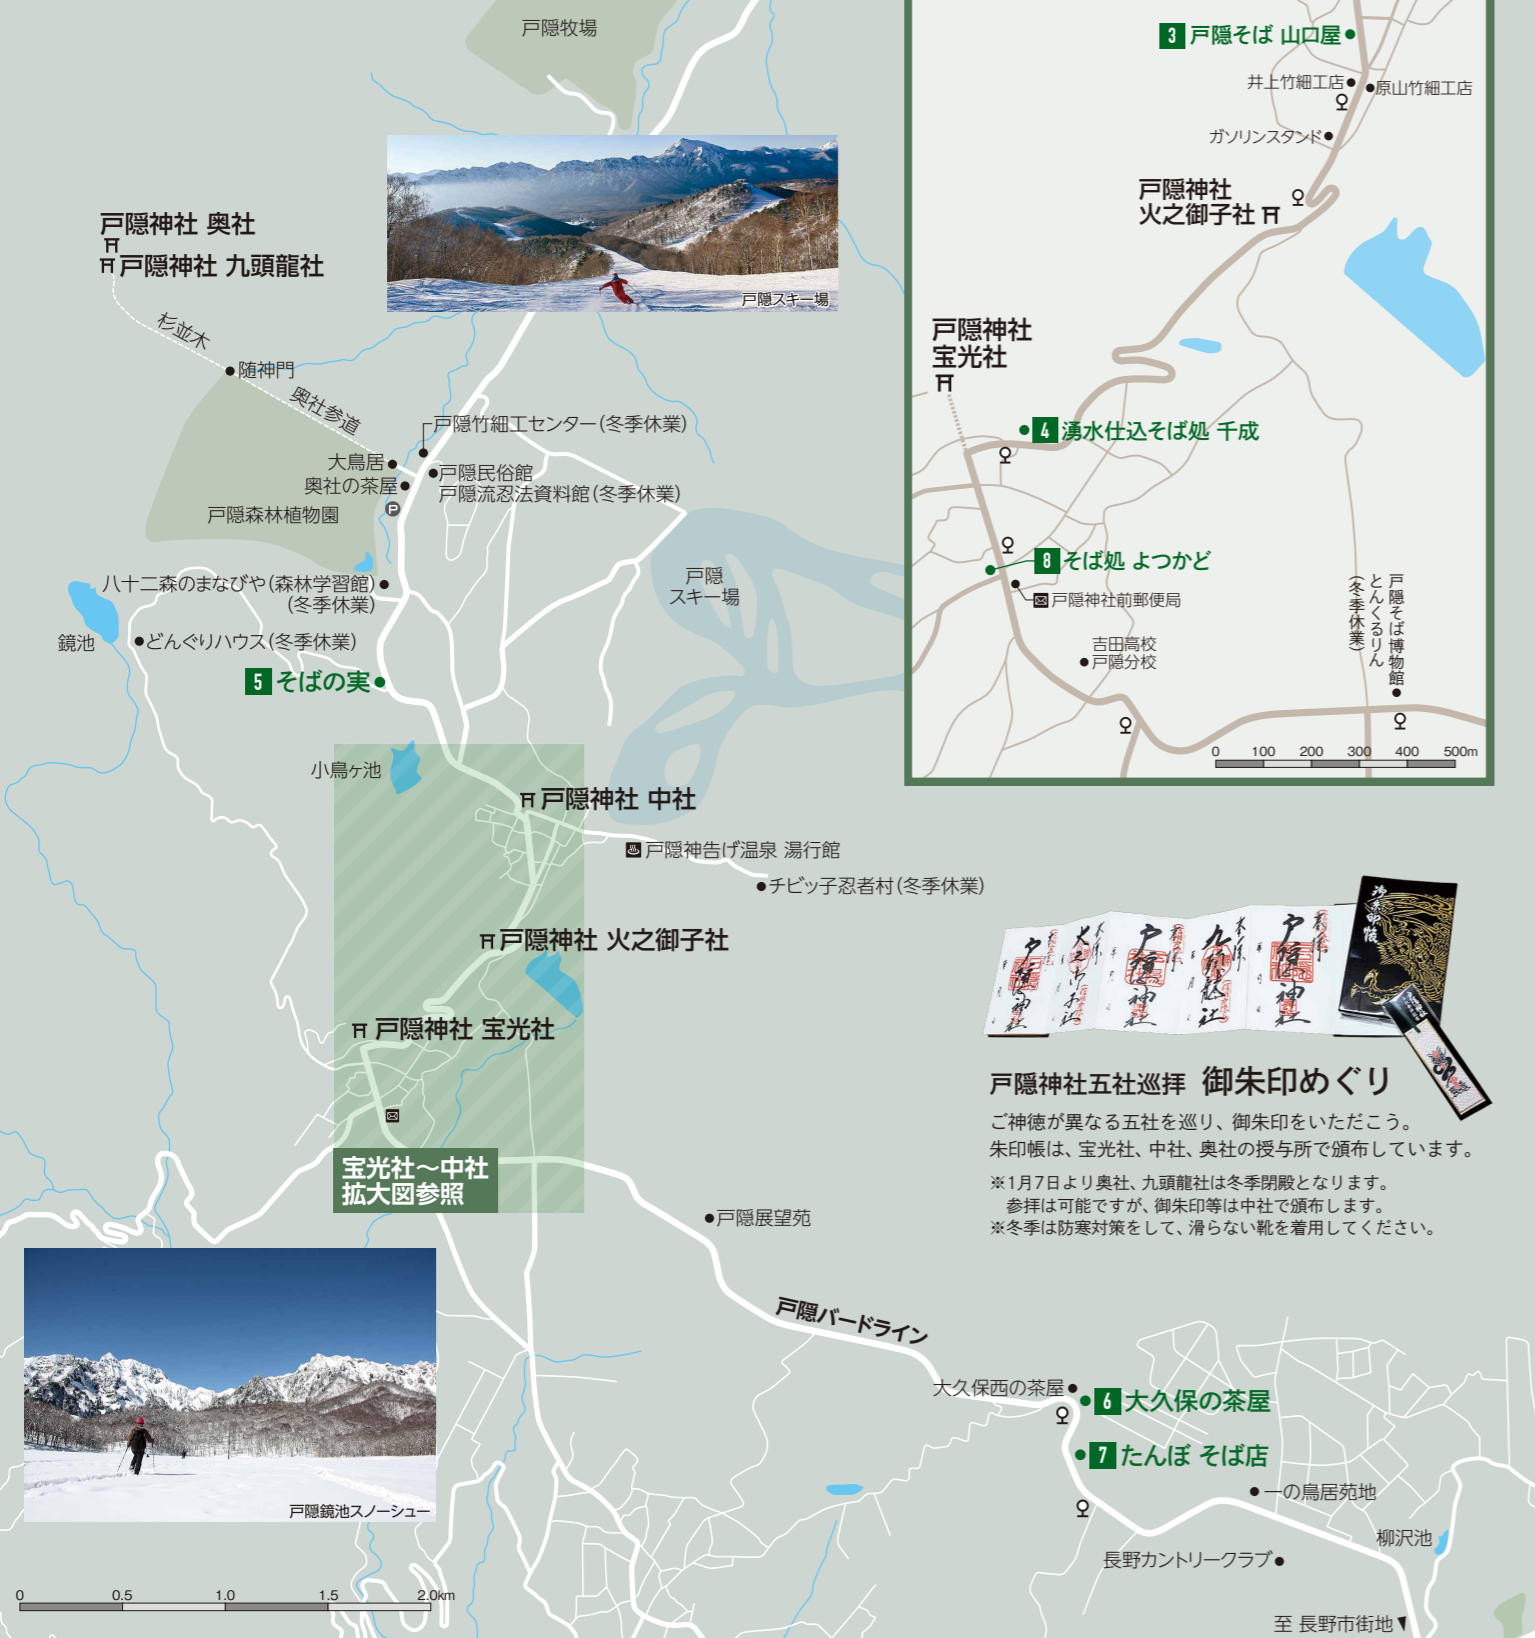 戸隠牧場
3 戸隠そば 山口屋
井上竹細工店
原山竹細工店
ガソリンスタンド
戸隠神社
火之御子社
戸隠神社
宝光社
4 湧水仕込そば処 千成
8 そば処 よつかど
戸隠神社前郵便局
吉田高校
戸隠分校
戸隠そば博物館
とんくるりん
(冬季休業)
0 100 200 300 400 500m
戸隠スキー場
戸隠神社 奥社
戸隠神社 九頭龍社
杉並木
随神門
奥社参道
戸隠竹細工センター(冬季休業)
大鳥居
戸隠民俗館
戸隠流忍法資料館(冬季休業)
奥社の茶屋
P
戸隠森林植物園
八十二森のまなびや(森林学習館)
(冬季休業)
戸隠
スキー場
鏡池
どんぐりハウス(冬季休業)
5 そばの実
小鳥ヶ池
戸隠神社 中社
戸隠神告げ温泉 湯行館
チビッ子忍者村(冬季休業)
戸隠神社 火之御子社
戸隠神社 宝光社
宝光社〜中社
拡大図参照
御朱印帳
戸隠神社五社巡拝 御朱印めぐり
ご神徳が異なる五社を巡り、御朱印をいただこう。
朱印帳は、宝光社、中社、奥社の授与所で頒布しています。
※1月7日より奥社、九頭龍社は冬季閉殿となります。
参拝は可能ですが、御朱印等は中社で頒布します。
※冬季は防寒対策をして、滑らない靴を着用してください。
戸隠展望苑
戸隠バードライン
大久保西の茶屋
6 大久保の茶屋
7 たんぼ そば店
一の鳥居苑地
柳沢池
長野カントリークラブ
至 長野市街地
戸隠鏡池スノーシュー
0 0.5 1.0 1.5 2.0km